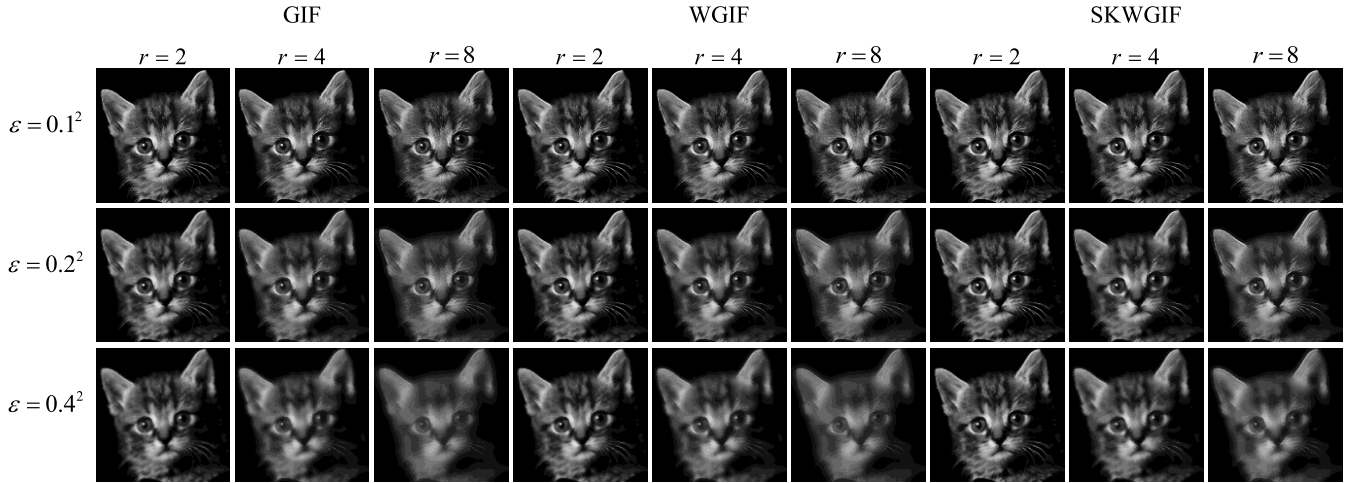 GIF WGIF SKWGIF
r = 2 r = 4 r = 8 r = 2 r = 4 r = 8 r = 2 r = 4 r = 8
ε = 0.1²
ε = 0.2²
ε = 0.4²